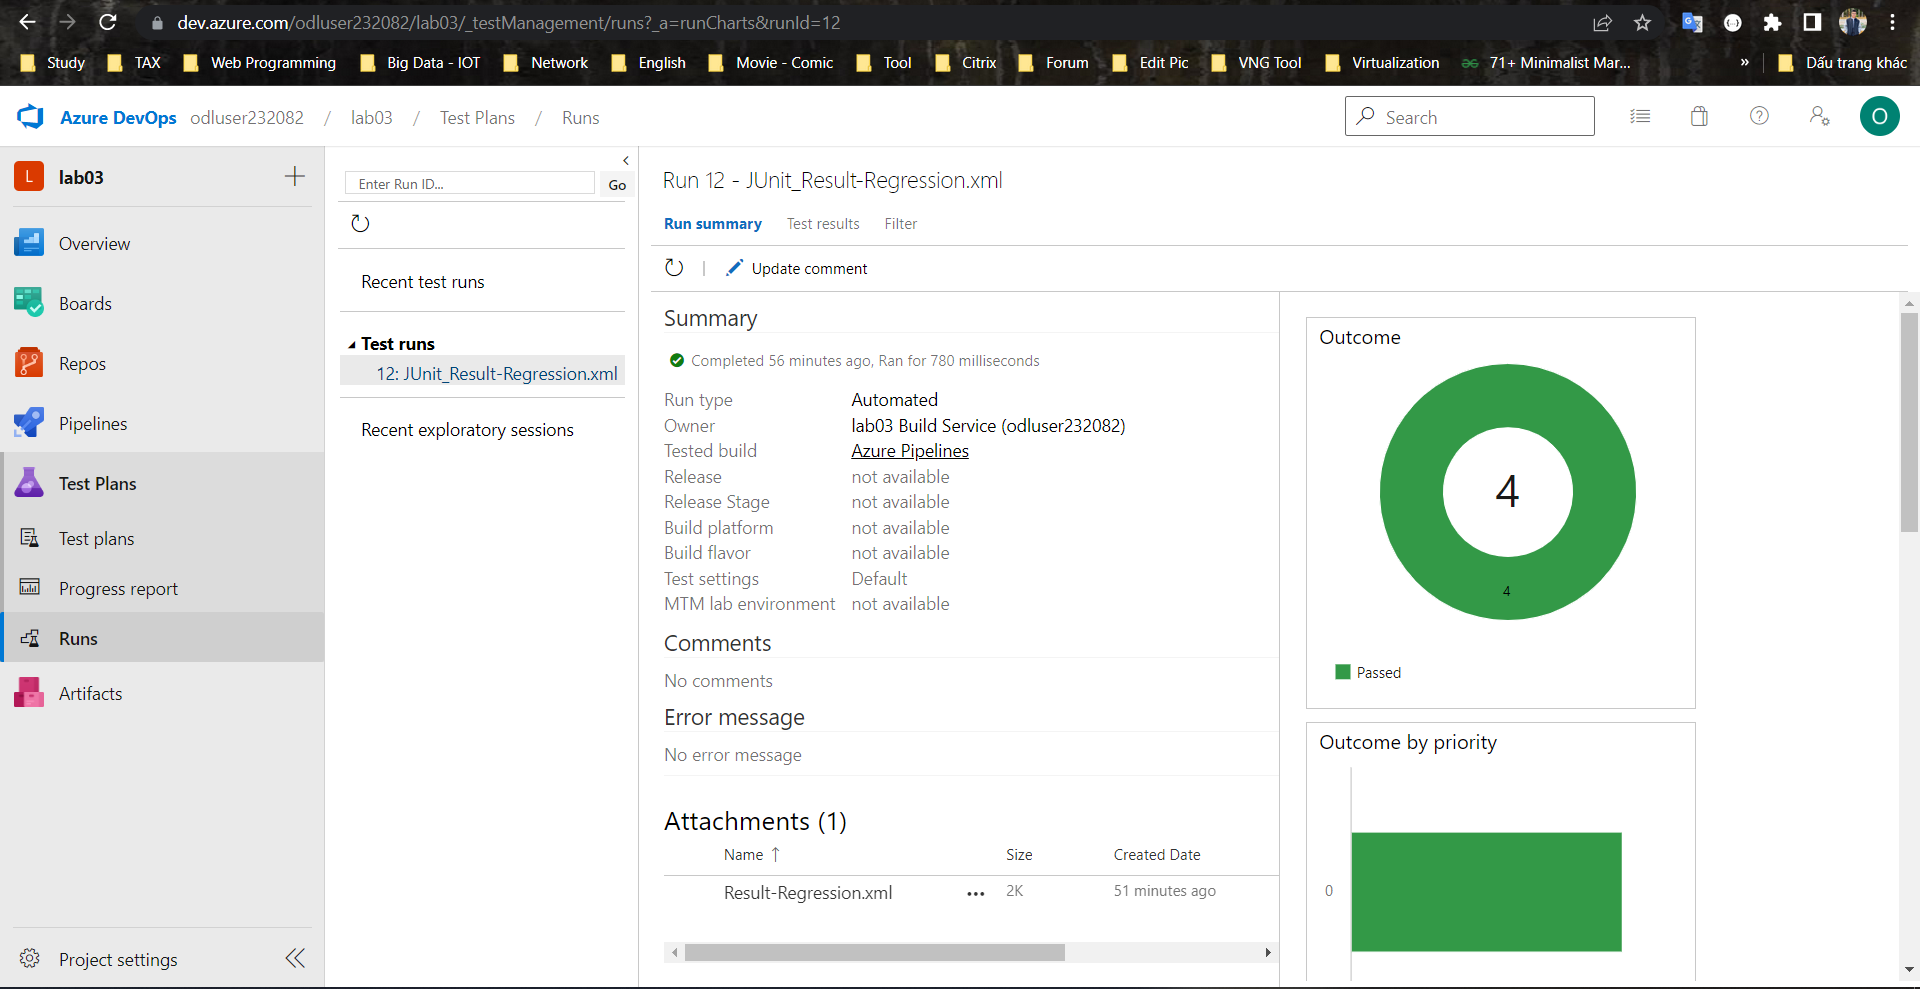 dev.azure.com/odluser232082/lab03/_testManagement/runs?_a=runCharts&runId=12
Study TAX Web Programming Big Data - IOT Network English Movie - Comic Tool Citrix Forum Edit Pic VNG Tool Virtualization 71+ Minimalist Mar... » Dấu trang khác
Azure DevOps odluser232082 / lab03 / Test Plans / Runs
Search
O
L lab03
Overview
Boards
Repos
Pipelines
Test Plans
Test plans
Progress report
Runs
Artifacts
Project settings
Enter Run ID...
Go
Recent test runs
Test runs
12: JUnit_Result-Regression.xml
Recent exploratory sessions
Run 12 - JUnit_Result-Regression.xml
Run summary Test results Filter
Update comment
Summary
Completed 56 minutes ago, Ran for 780 milliseconds
Run type Automated
Owner lab03 Build Service (odluser232082)
Tested build Azure Pipelines
Release not available
Release Stage not available
Build platform not available
Build flavor not available
Test settings Default
MTM lab environment not available
Comments
No comments
Error message
No error message
Attachments (1)
Name ↑ Size Created Date
Result-Regression.xml ... 2K 51 minutes ago
Outcome
4
4
Passed
Outcome by priority
0